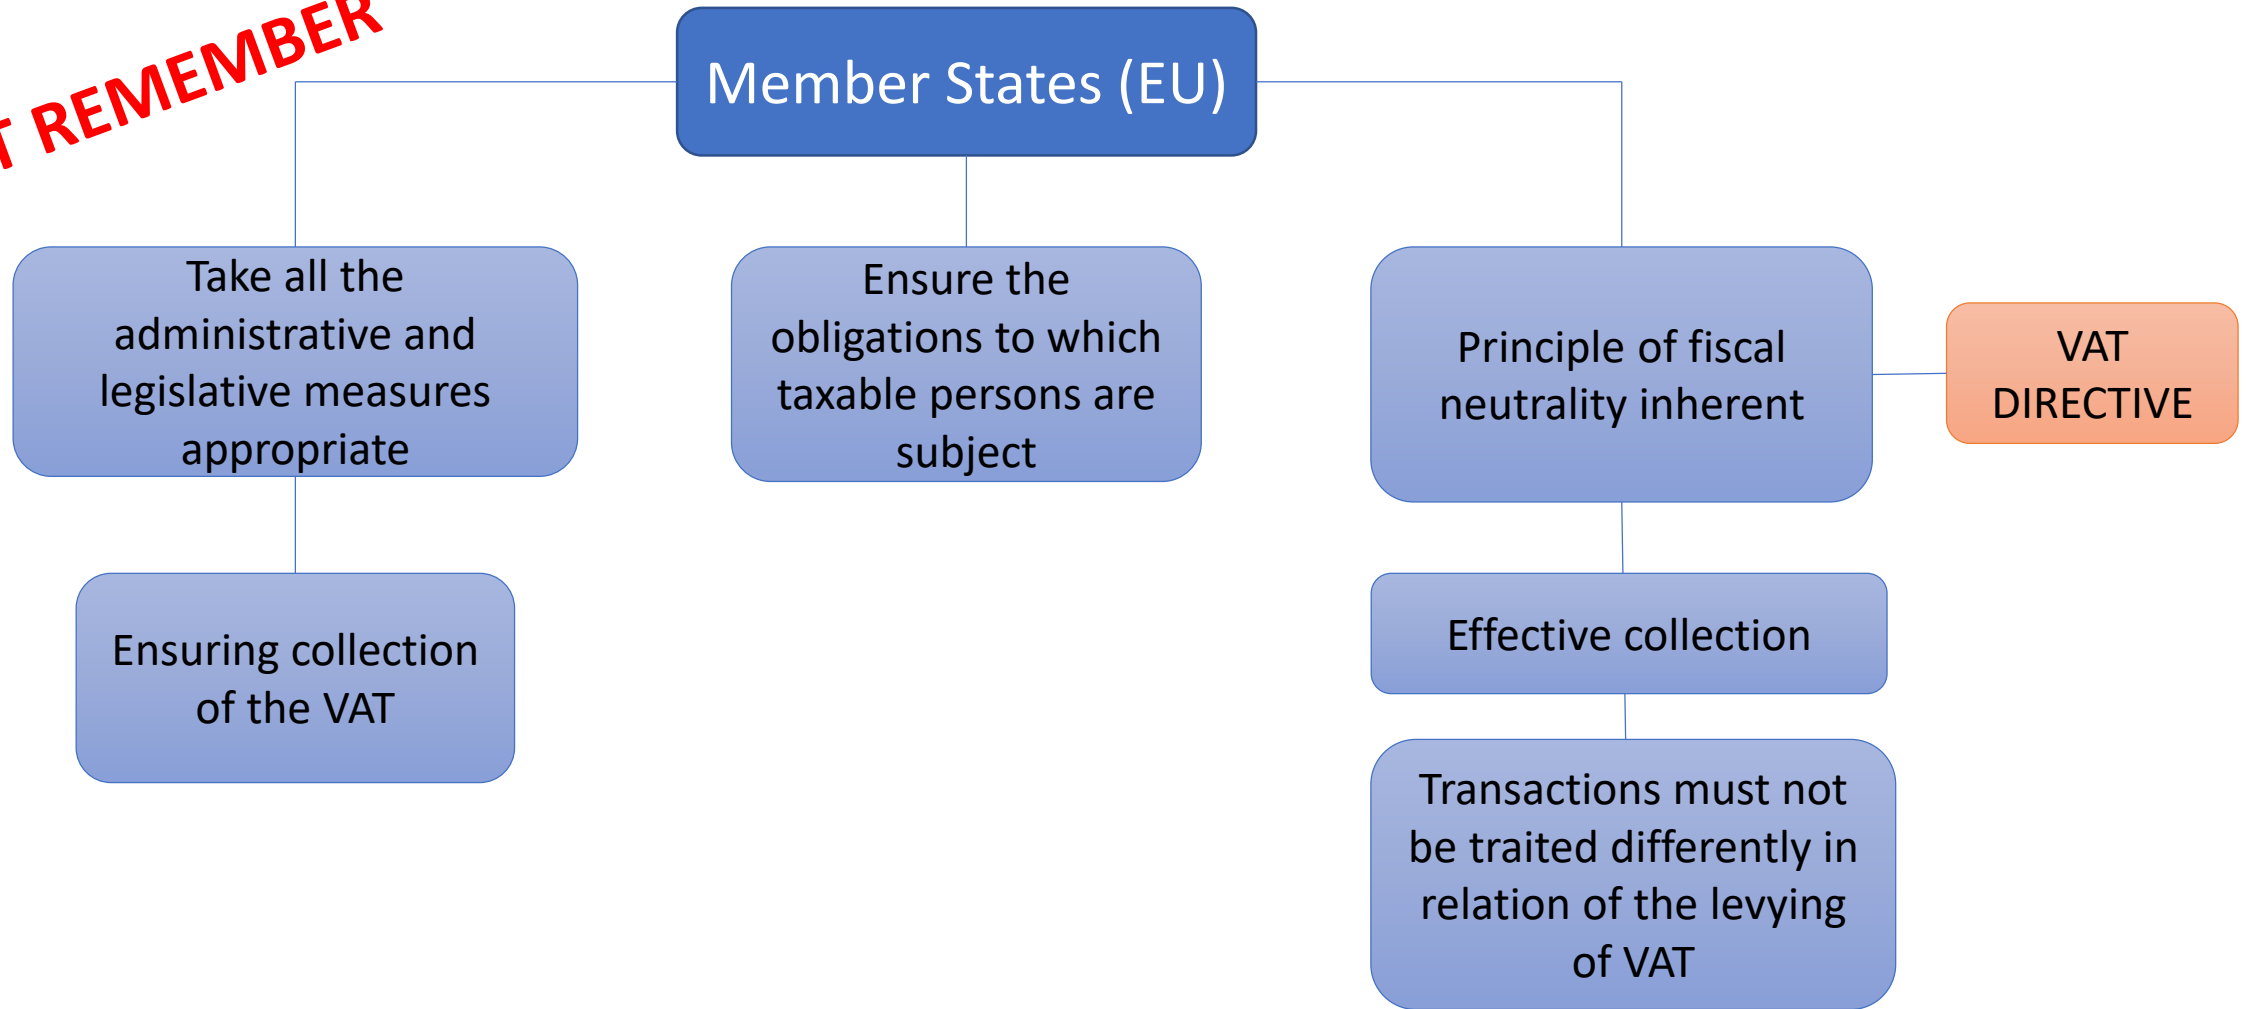 REMEMBER
Member States (EU)
Take all the
administrative and
legislative measures
appropriate
Ensure the
obligations to which
taxable persons are
subject
Principle of fiscal
neutrality inherent
VAT
DIRECTIVE
Ensuring collection
of the VAT
Effective collection
Transactions must not
be traited differently in
relation of the levying
of VAT